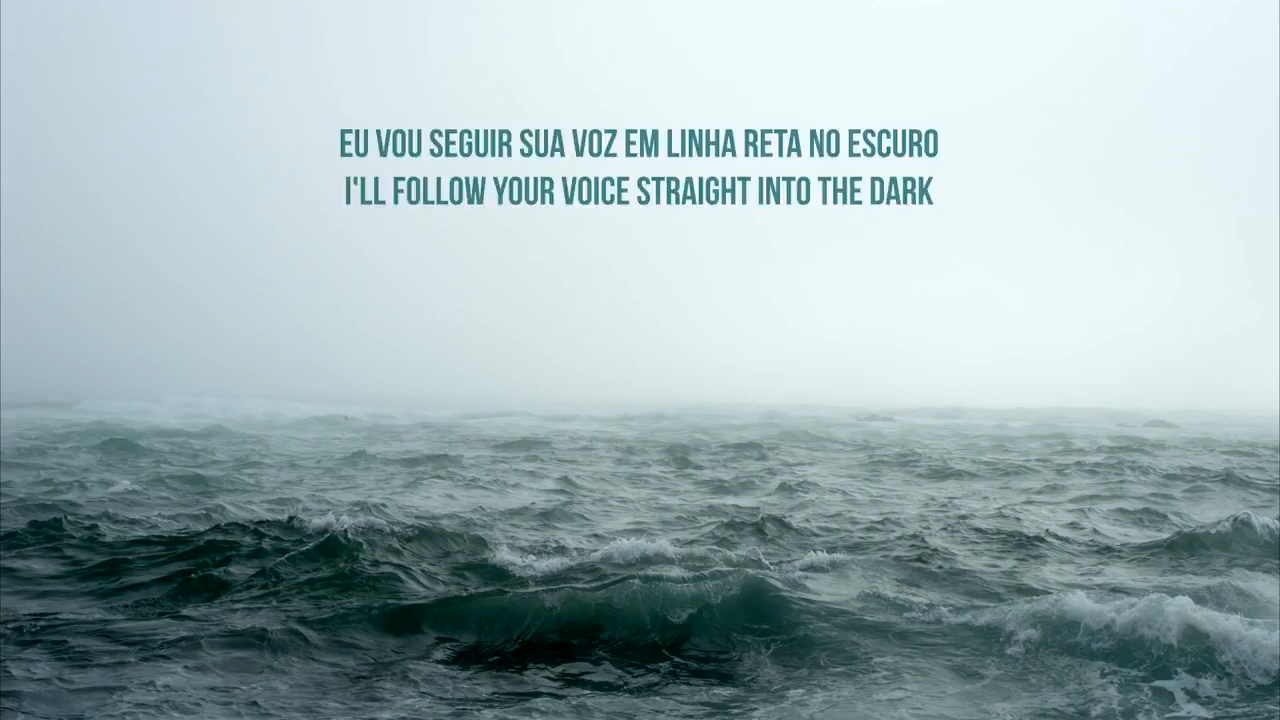 EU VOU SEGUIR SUA VOZ EM LINHA RETA NO ESCURO
I'LL FOLLOW YOUR VOICE STRAIGHT INTO THE DARK